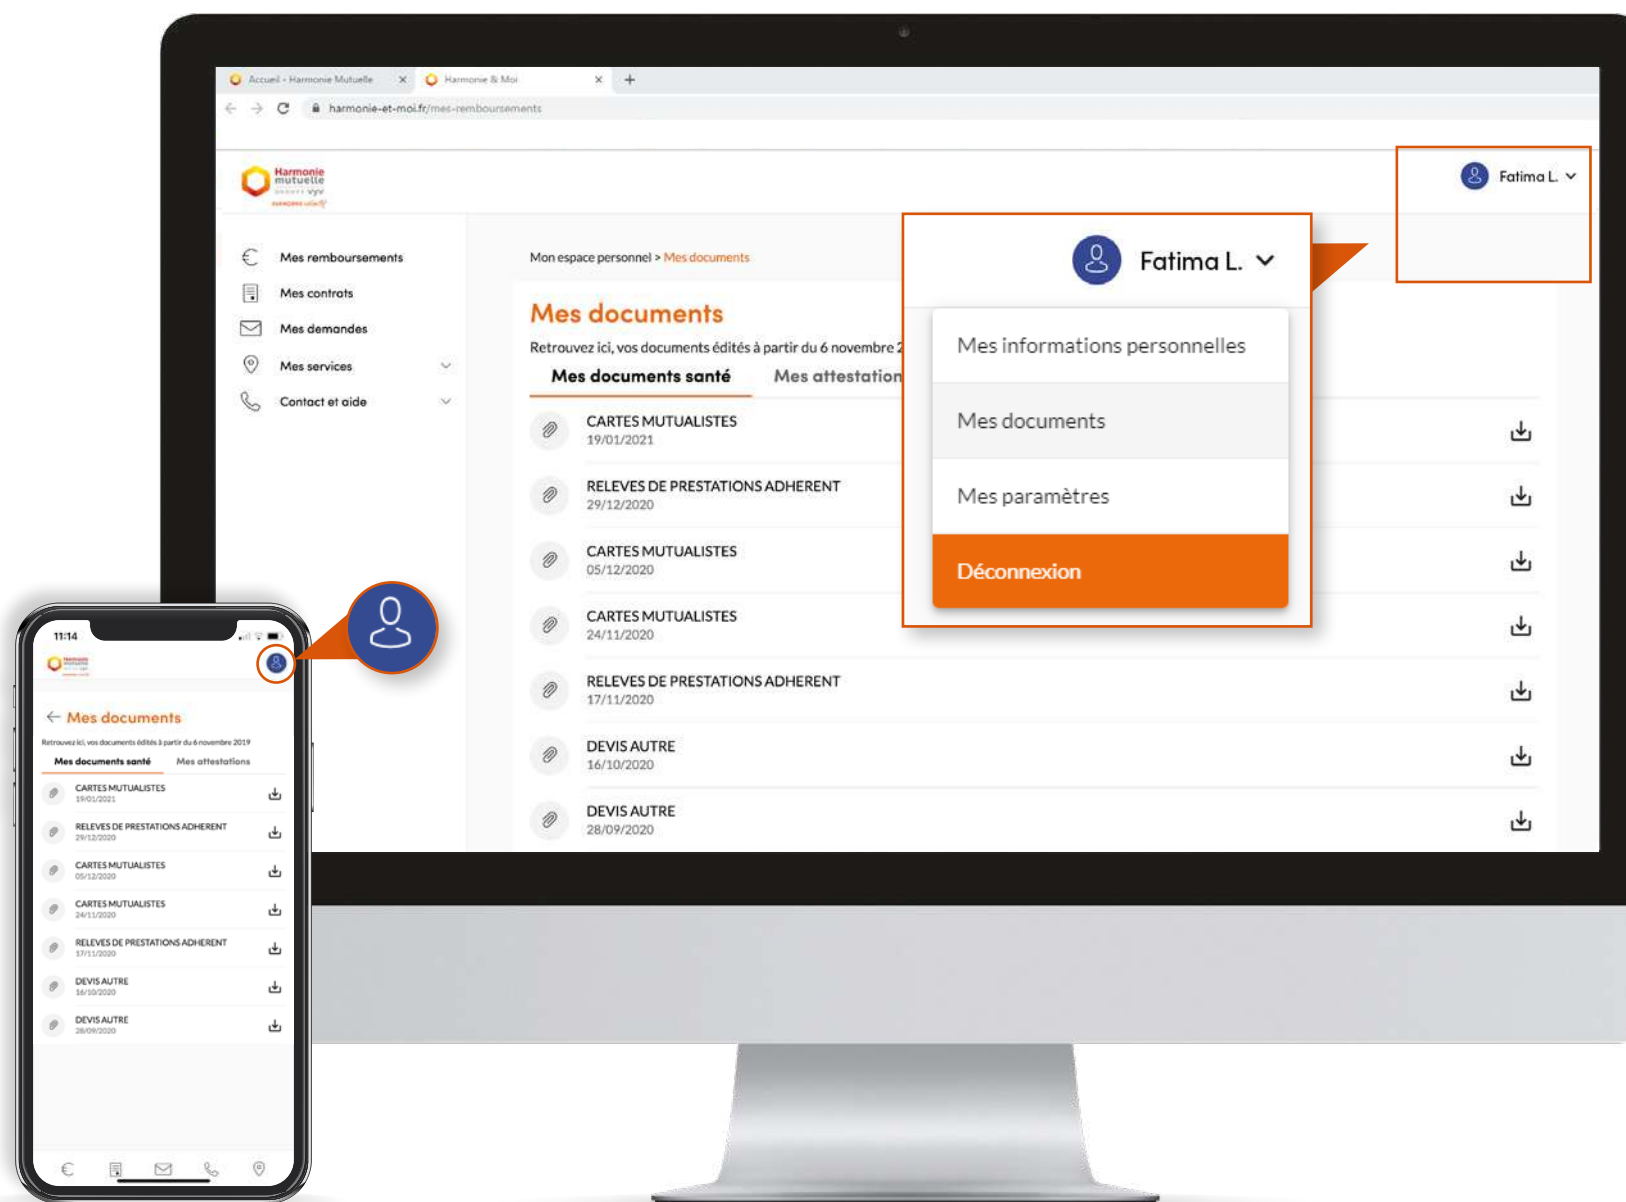 Accueil - Harmonie Mutuelle
Harmonie & Moi
harmonie-et-moi.fr/mes-remboursements
Harmonie
mutuelle
GROUPE vyv
Fatima L.
Mes remboursements
Mes contrats
Mes demandes
Mes services
Contact et aide
Mon espace personnel > Mes documents
Mes documents
Retrouvez ici, vos documents édités à partir du 6 novembre 2
Mes documents santé Mes attestation
CARTES MUTUALISTES
19/01/2021
RELEVES DE PRESTATIONS ADHERENT
29/12/2020
CARTES MUTUALISTES
05/12/2020
CARTES MUTUALISTES
24/11/2020
RELEVES DE PRESTATIONS ADHERENT
17/11/2020
DEVIS AUTRE
16/10/2020
DEVIS AUTRE
28/09/2020
Fatima L.
Mes informations personnelles
Mes documents
Mes paramètres
Déconnexion
11:14
Harmonie
mutuelle
Mes documents
Retrouvez ici, vos documents édités à partir du 6 novembre 2019
Mes documents santé Mes attestations
CARTES MUTUALISTES
19/01/2021
RELEVES DE PRESTATIONS ADHERENT
29/12/2020
CARTES MUTUALISTES
05/12/2020
CARTES MUTUALISTES
24/11/2020
RELEVES DE PRESTATIONS ADHERENT
17/11/2020
DEVIS AUTRE
16/10/2020
DEVIS AUTRE
28/09/2020